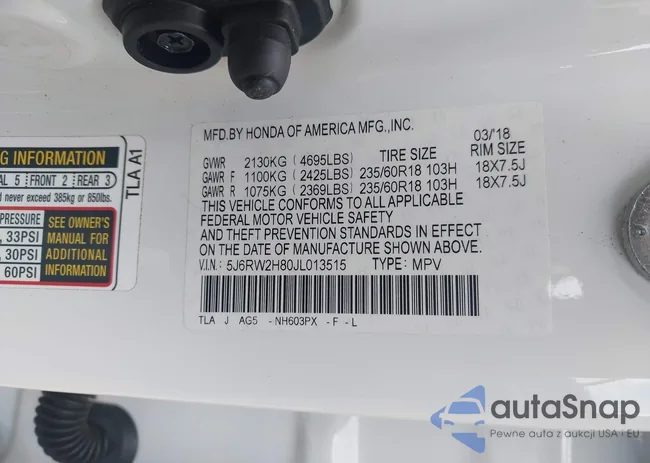 MFD.BY HONDA OF AMERICA MFG.,INC. 03/'18
GVWR 2130KG (4695LBS) TIRE SIZE RIM SIZE
GAWR F 1100KG (2425LBS) 235/60R18 103H 18X7.5J
GAWR R 1075KG (2369LBS) 235/60R18 103H 18X7.5J
THIS VEHICLE CONFORMS TO ALL APPLICABLE
FEDERAL MOTOR VEHICLE SAFETY
AND THEFT PREVENTION STANDARDS IN EFFECT
ON THE DATE OF MANUFACTURE SHOWN ABOVE.
V.I.N.: 5J6RW2H80JL013515 TYPE: MPV
TLA J AG5 -NH603PX -F -L
G INFORMATION
AL 5 FRONT 2 REAR 3
d never exceed 385kg or 850lbs.
PRESSURE
, 33PSI
, 30PSI
60PSI
SEE OWNER'S
MANUAL FOR
ADDITIONAL
INFORMATION
TLA A1
autaSnap
Pewne auta z aukcji USA i EU